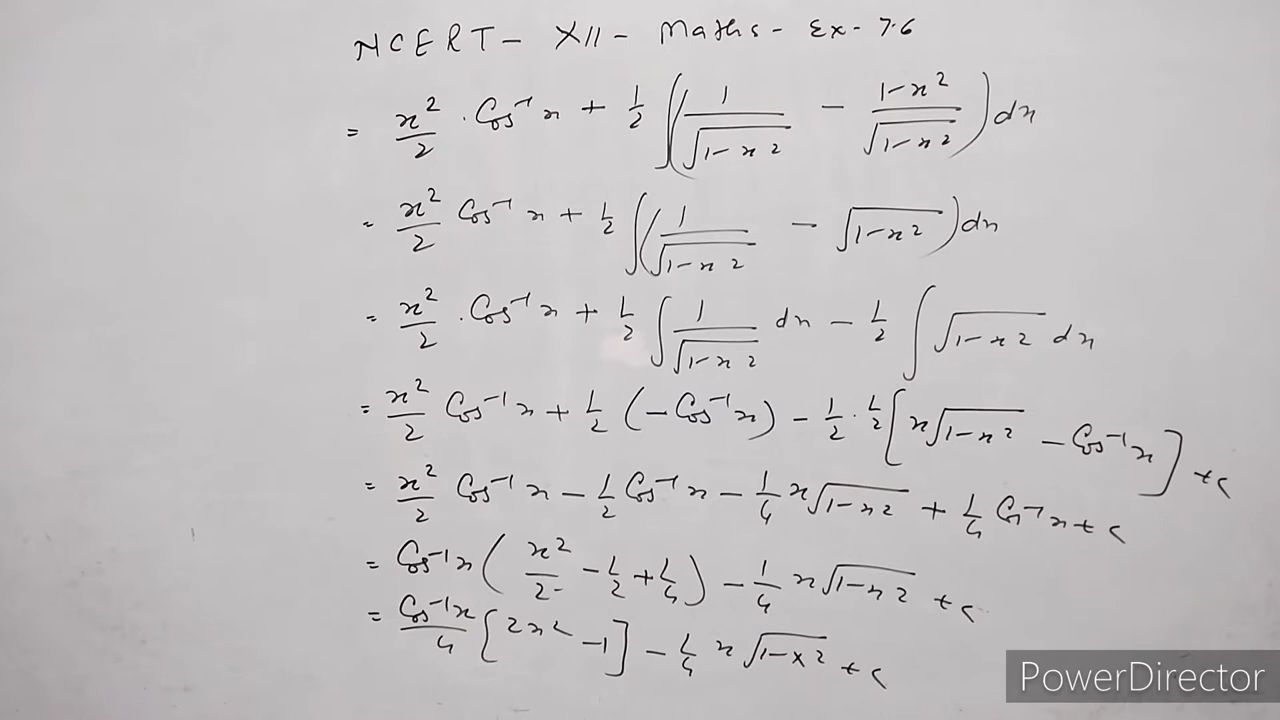 NCERT - XII - Maths - Ex - 7.6
= x²/2 . Cos⁻¹x + 1/2 ∫(1/√(1-x²) - (1-x²)/√(1-x²))dx
= x²/2 Cos⁻¹x + 1/2 ∫(1/√(1-x²) - √(1-x²))dx
= x²/2 . Cos⁻¹x + 1/2 ∫ 1/√(1-x²) dx - 1/2 ∫ √(1-x²) dx
= x²/2 Cos⁻¹x + 1/2 (-Cos⁻¹x) - 1/2 . 1/2 [x√(1-x²) - Cos⁻¹x] + c
= x²/2 Cos⁻¹x - 1/2 Cos⁻¹x - 1/4 x√(1-x²) + 1/4 Cos⁻¹x + c
= Cos⁻¹x (x²/2 - 1/2 + 1/4) - 1/4 x√(1-x²) + c
= Cos⁻¹x/4 [2x² - 1] - 1/4 x√(1-x²) + c
PowerDirector